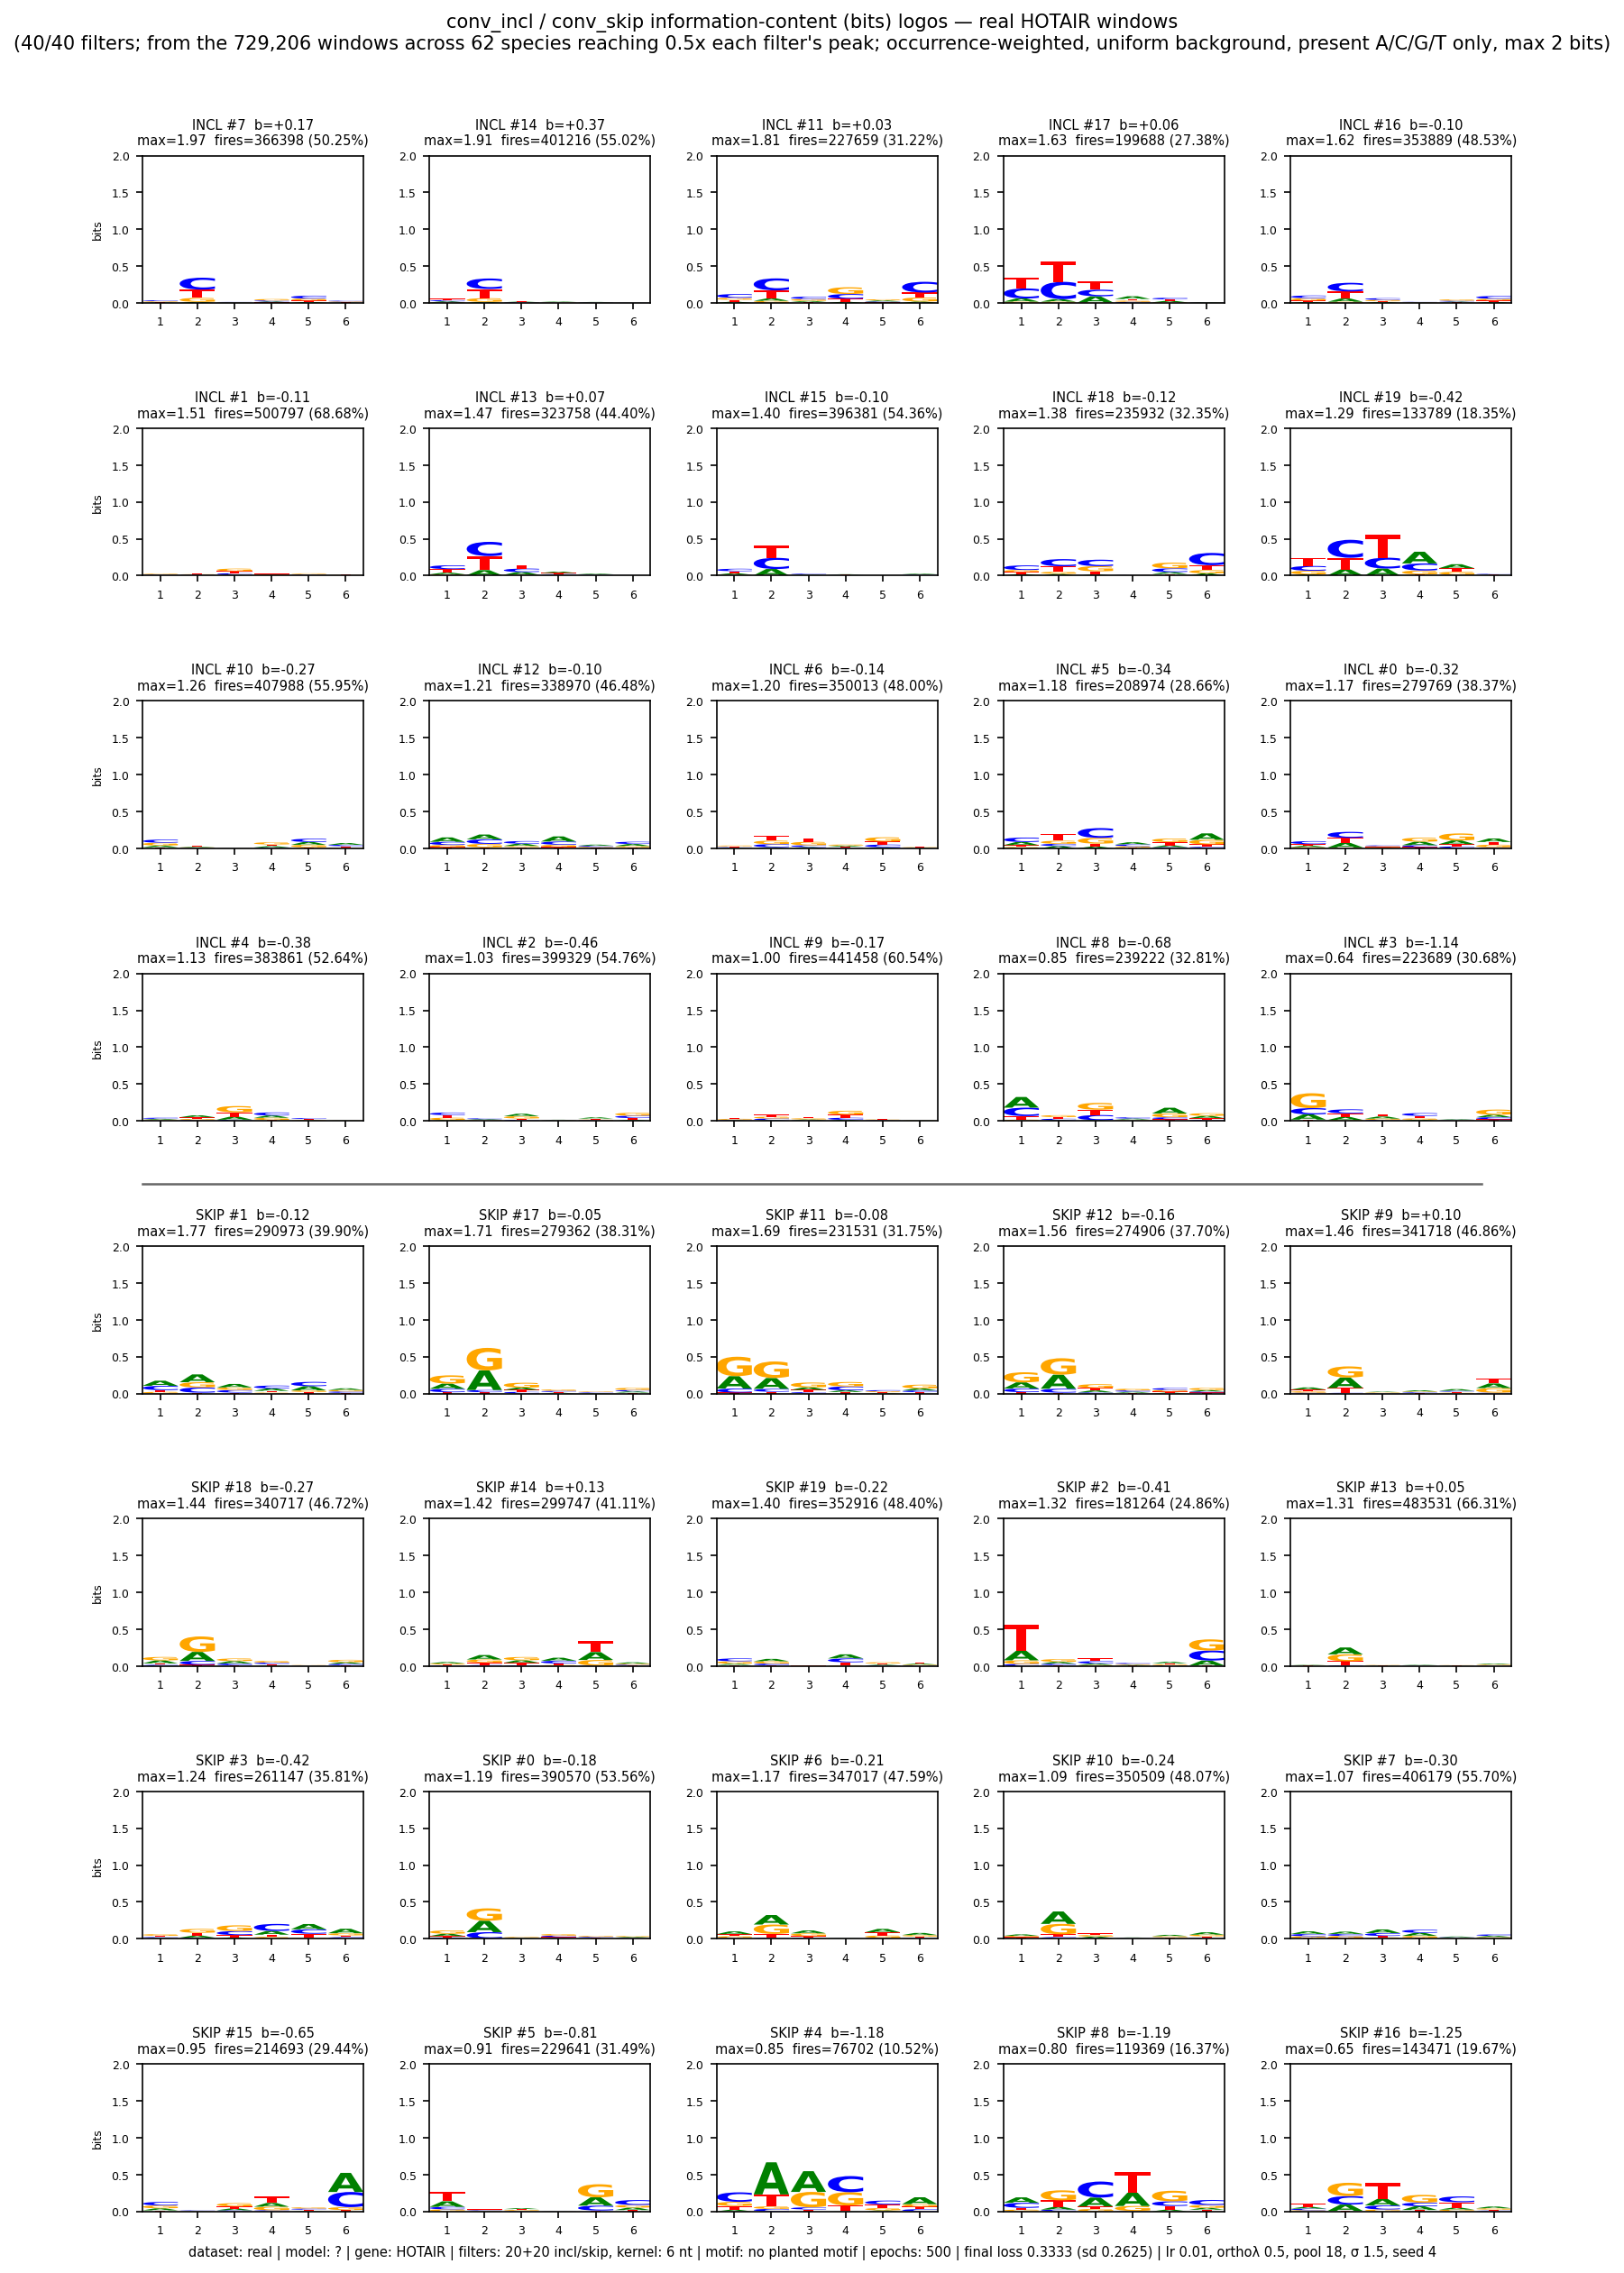 conv_incl / conv_skip information-content (bits) logos — real HOTAIR windows
(40/40 filters; from the 729,206 windows across 62 species reaching 0.5x each filter's peak; occurrence-weighted, uniform background, present A/C/G/T only, max 2 bits)
INCL #7 b=+0.17
max=1.97 fires=366398 (50.25%)
INCL #14 b=+0.37
max=1.91 fires=401216 (55.02%)
INCL #11 b=+0.03
max=1.81 fires=227659 (31.22%)
INCL #17 b=+0.06
max=1.63 fires=199688 (27.38%)
INCL #16 b=-0.10
max=1.62 fires=353889 (48.53%)
INCL #1 b=-0.11
max=1.51 fires=500797 (68.68%)
INCL #13 b=+0.07
max=1.47 fires=323758 (44.40%)
INCL #15 b=-0.10
max=1.40 fires=396381 (54.36%)
INCL #18 b=-0.12
max=1.38 fires=235932 (32.35%)
INCL #19 b=-0.42
max=1.29 fires=133789 (18.35%)
INCL #10 b=-0.27
max=1.26 fires=407988 (55.95%)
INCL #12 b=-0.10
max=1.21 fires=338970 (46.48%)
INCL #6 b=-0.14
max=1.20 fires=350013 (48.00%)
INCL #5 b=-0.34
max=1.18 fires=208974 (28.66%)
INCL #0 b=-0.32
max=1.17 fires=279769 (38.37%)
INCL #4 b=-0.38
max=1.13 fires=383861 (52.64%)
INCL #2 b=-0.46
max=1.03 fires=399329 (54.76%)
INCL #9 b=-0.17
max=1.00 fires=441458 (60.54%)
INCL #8 b=-0.68
max=0.85 fires=239222 (32.81%)
INCL #3 b=-1.14
max=0.64 fires=223689 (30.68%)
SKIP #1 b=-0.12
max=1.77 fires=290973 (39.90%)
SKIP #17 b=-0.05
max=1.71 fires=279362 (38.31%)
SKIP #11 b=-0.08
max=1.69 fires=231531 (31.75%)
SKIP #12 b=-0.16
max=1.56 fires=274906 (37.70%)
SKIP #9 b=+0.10
max=1.46 fires=341718 (46.86%)
SKIP #18 b=-0.27
max=1.44 fires=340717 (46.72%)
SKIP #14 b=+0.13
max=1.42 fires=299747 (41.11%)
SKIP #19 b=-0.22
max=1.40 fires=352916 (48.40%)
SKIP #2 b=-0.41
max=1.32 fires=181264 (24.86%)
SKIP #13 b=+0.05
max=1.31 fires=483531 (66.31%)
SKIP #3 b=-0.42
max=1.24 fires=261147 (35.81%)
SKIP #0 b=-0.18
max=1.19 fires=390570 (53.56%)
SKIP #6 b=-0.21
max=1.17 fires=347017 (47.59%)
SKIP #10 b=-0.24
max=1.09 fires=350509 (48.07%)
SKIP #7 b=-0.30
max=1.07 fires=406179 (55.70%)
SKIP #15 b=-0.65
max=0.95 fires=214693 (29.44%)
SKIP #5 b=-0.81
max=0.91 fires=229641 (31.49%)
SKIP #4 b=-1.18
max=0.85 fires=76702 (10.52%)
SKIP #8 b=-1.19
max=0.80 fires=119369 (16.37%)
SKIP #16 b=-1.25
max=0.65 fires=143471 (19.67%)
bits
2.0
1.5
1.0
0.5
0.0
1 2 3 4 5 6
dataset: real | model: ? | gene: HOTAIR | filters: 20+20 incl/skip, kernel: 6 nt | motif: no planted motif | epochs: 500 | final loss 0.3333 (sd 0.2625) | lr 0.01, orthoλ 0.5, pool 18, σ 1.5, seed 4